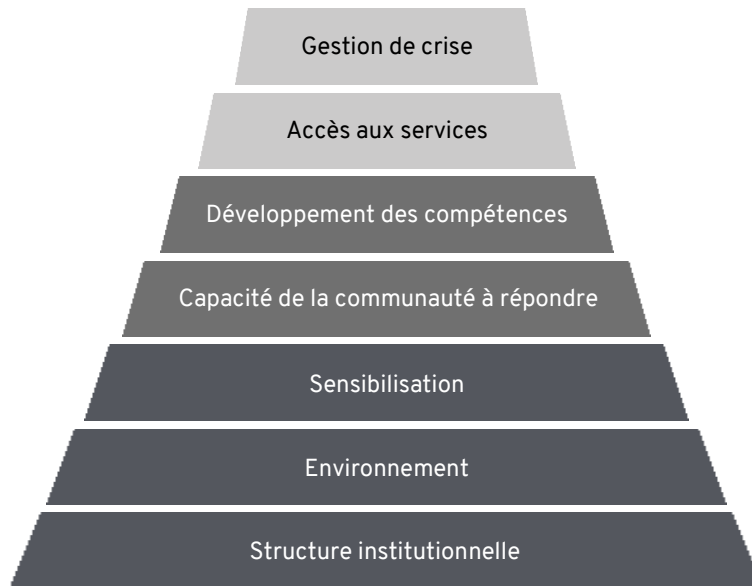 Gestion de crise
Accès aux services
Développement des compétences
Capacité de la communauté à répondre
Sensibilisation
Environnement
Structure institutionnelle